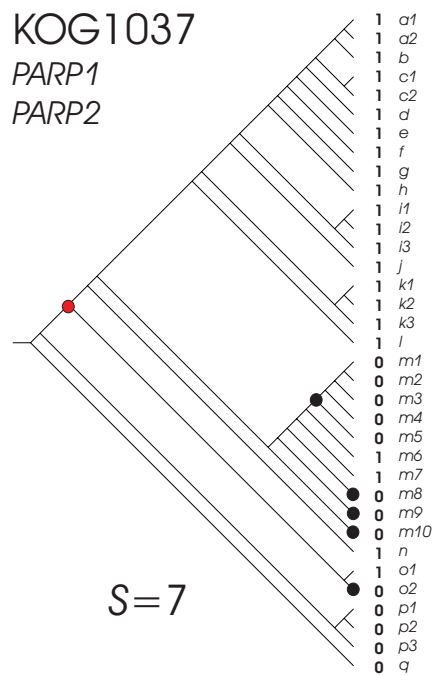 KOG1037
PARP1
PARP2
1 a1
1 a2
1 b
1 c1
1 c2
1 d
1 e
1 f
1 g
1 h
1 i1
1 i2
1 i3
1 j
1 k1
1 k2
1 k3
1 l
0 m1
0 m2
0 m3
0 m4
0 m5
1 m6
1 m7
0 m8
0 m9
0 m10
1 n
1 o1
0 o2
0 p1
0 p2
0 p3
0 q
S=7